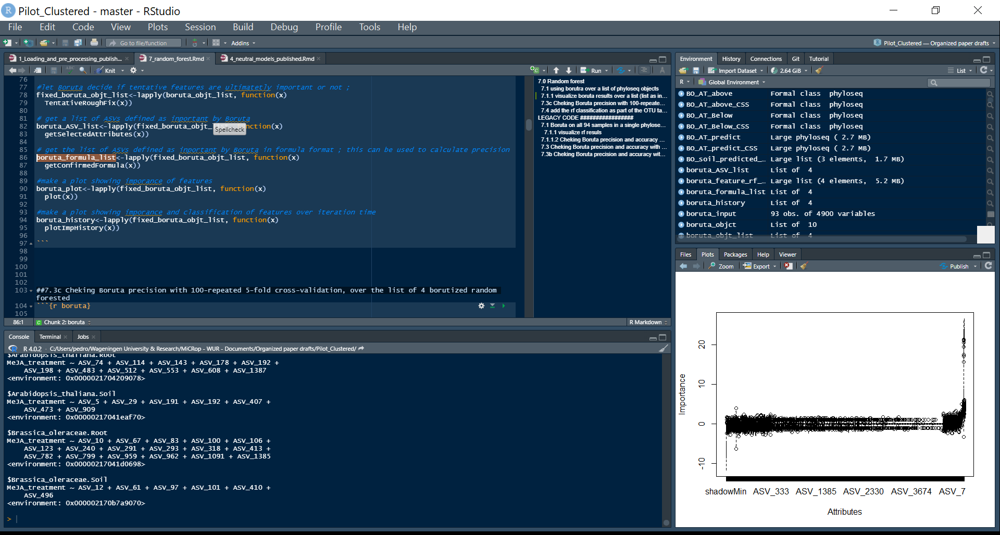 Pilot_Clustered - master - RStudio
File Edit Code View Plots Session Build Debug Profile Tools Help
Go to file/function Addins Pilot_Clustered — Organized paper drafts
1_Loading_and_pre_processing_publish... 7_random_forest.Rmd 4_neutral_models_published.Rmd
ABC Knit Run
76
77 #let Boruta decide if tentative features are ultimatetly important or not ;
78 fixed_boruta_objt_list<-lapply(boruta_objt_list, function(x)
79 TentativeRoughFix(x))
80
81 # get a list of ASVs defined as inportant by Boruta
82 boruta_ASV_list<-lapply(fixed_boruta_objt_ nction(x)
Spellcheck
83 getSelectedAttributes(x))
84
85 # get the list of ASVs defined as inportant by Boruta in formula format ; this can be used to calculate precision
86 boruta_formula_list<-lapply(fixed_boruta_objt_list, function(x)
87 getConfirmedFormula(x))
88
89 #make a plot showing imporance of features
90 boruta_plot<-lapply(fixed_boruta_objt_list, function(x)
91 plot(x))
92
93 #make a plot showing imporance and classification of features over iteration time
94 boruta_history<-lapply(fixed_boruta_objt_list, function(x)
95 plotImpHistory(x))
96
97 ```
98
99
100
101
102
103 ##7.3c Cheking Boruta precision with 100-repeated 5-fold cross-validation, over the list of 4 borutized random
forested
104 ```{r boruta}
105
86:1 Chunk 2: boruta R Markdown
7.0 Random forest
7.1 using borutra over a list of phyloseq objects
7.1.1 visualize boruta results over a list (list as in...
7.3c Cheking Boruta precision with 100-repeate...
7.4 add the rf classification as part of the OTU ta...
LEGACY CODE #################
7.1 Boruta on all 94 samples in a single phylose...
7.1.1 visualize rf resuls
7.1.1.2 Cheking Boruta precision and accuracy ...
7.3 Cheking Boruta precision and accuracy with ...
7.3b Cheking Boruta precision and accuracy wit...
Console Terminal Jobs
R 4.0.2 · C:/Users/pedro/Wageningen University & Research/MiCRop - WUR - Documents/Organized paper drafts/Pilot_Clustered/
$Arabidopsis_thaliana.Root
MeJA_treatment ~ ASV_74 + ASV_114 + ASV_143 + ASV_178 + ASV_192 +
ASV_198 + ASV_483 + ASV_512 + ASV_553 + ASV_608 + ASV_1387
<environment: 0x0000021704209078>
$Arabidopsis_thaliana.Soil
MeJA_treatment ~ ASV_5 + ASV_29 + ASV_191 + ASV_192 + ASV_407 +
ASV_473 + ASV_909
<environment: 0x00000217041eaf70>
$Brassica_oleraceae.Root
MeJA_treatment ~ ASV_10 + ASV_67 + ASV_83 + ASV_100 + ASV_106 +
ASV_123 + ASV_240 + ASV_291 + ASV_293 + ASV_318 + ASV_413 +
ASV_782 + ASV_799 + ASV_959 + ASV_962 + ASV_1091 + ASV_1385
<environment: 0x00000217041d0698>
$Brassica_oleraceae.Soil
MeJA_treatment ~ ASV_12 + ASV_61 + ASV_97 + ASV_101 + ASV_410 +
ASV_496
<environment: 0x000002170b7a9070>
>
Environment History Connections Git Tutorial
Import Dataset 2.64 GiB List
R Global Environment
BO_AT_above Formal class phyloseq
BO_AT_above_CSS Formal class phyloseq
BO_AT_Below Formal class phyloseq
BO_AT_Below_CSS Formal class phyloseq
BO_AT_predict Large phyloseq ( 2.7 MB)
BO_AT_predict_CSS Large phyloseq ( 2.7 MB)
BO_soil_predicted_… Large list (3 elements, 1.7 MB)
boruta_ASV_list List of 4
boruta_feature_rf_… Large list (4 elements, 5.2 MB)
boruta_formula_list List of 4
boruta_history List of 4
boruta_input 93 obs. of 4900 variables
boruta_objct List of 10
boruta_objt_list List of 4
Files Plots Packages Help Viewer
Zoom Export Publish
Importance
20
10
0
-10
shadowMin ASV_333 ASV_1385 ASV_2330 ASV_3674 ASV_7
Attributes